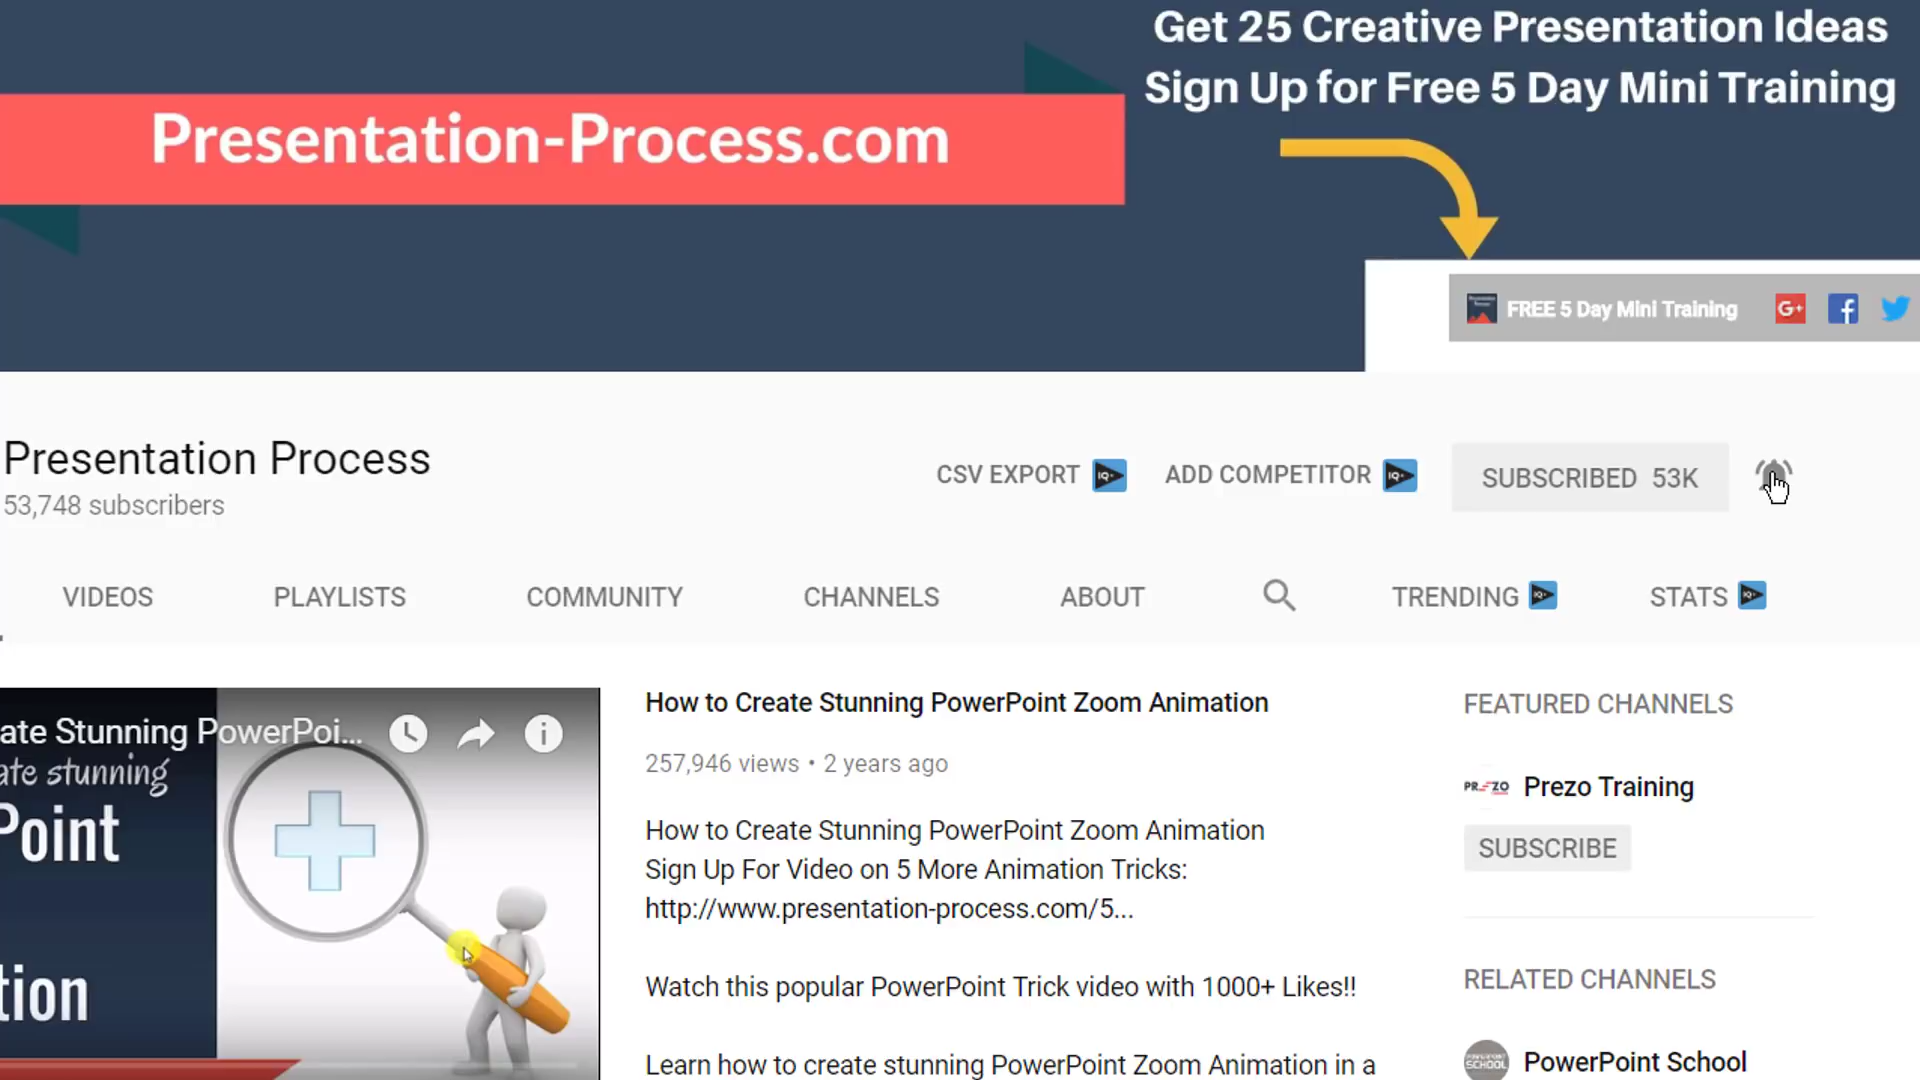 Get 25 Creative Presentation Ideas
Sign Up for Free 5 Day Mini Training
Presentation-Process.com
FREE 5 Day Mini Training
G+
Presentation Process
53,748 subscribers
CSV EXPORT
IQ+
ADD COMPETITOR
IQ+
SUBSCRIBED 53K
VIDEOS
PLAYLISTS
COMMUNITY
CHANNELS
ABOUT
TRENDING
STATS
ate Stunning PowerPoi...
ate stunning
Point
tion
How to Create Stunning PowerPoint Zoom Animation
257,946 views • 2 years ago
How to Create Stunning PowerPoint Zoom Animation
Sign Up For Video on 5 More Animation Tricks:
http://www.presentation-process.com/5...
Watch this popular PowerPoint Trick video with 1000+ Likes!!
Learn how to create stunning PowerPoint Zoom Animation in a
FEATURED CHANNELS
PREZO
Prezo Training
SUBSCRIBE
RELATED CHANNELS
POWERPOINT
SCHOOL
PowerPoint School